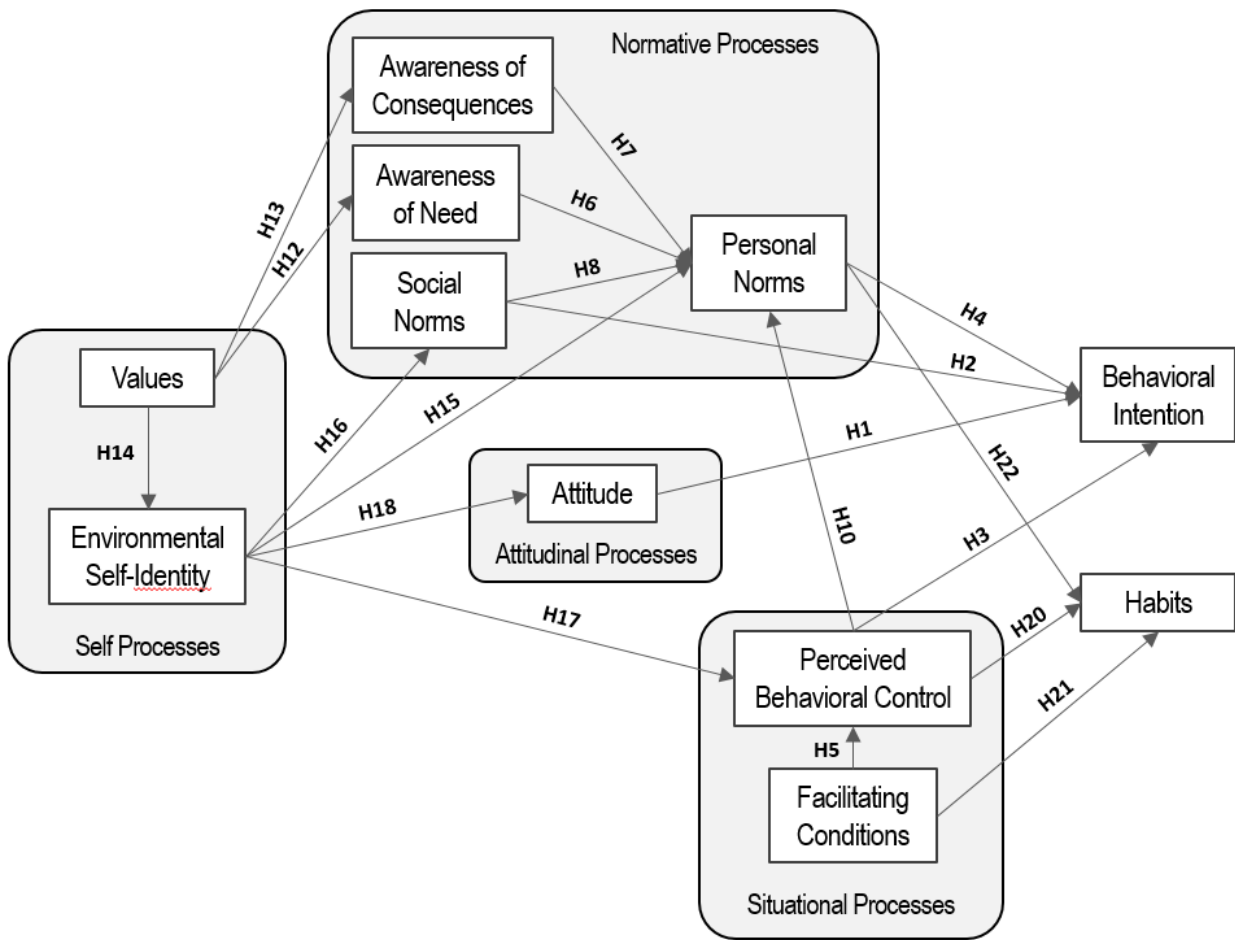 Normative Processes
Awareness of
Consequences
H7
Awareness
of Need
H6
H13
H12
Social
Norms
H8
Personal
Norms
H4
H2
Values
H14
H16
H15
H1
Behavioral
Intention
H22
Environmental
Self-Identity
Self Processes
H18
Attitude
Attitudinal Processes
H10
H3
H17
Habits
H20
Perceived
Behavioral Control
H21
H5
Facilitating
Conditions
Situational Processes